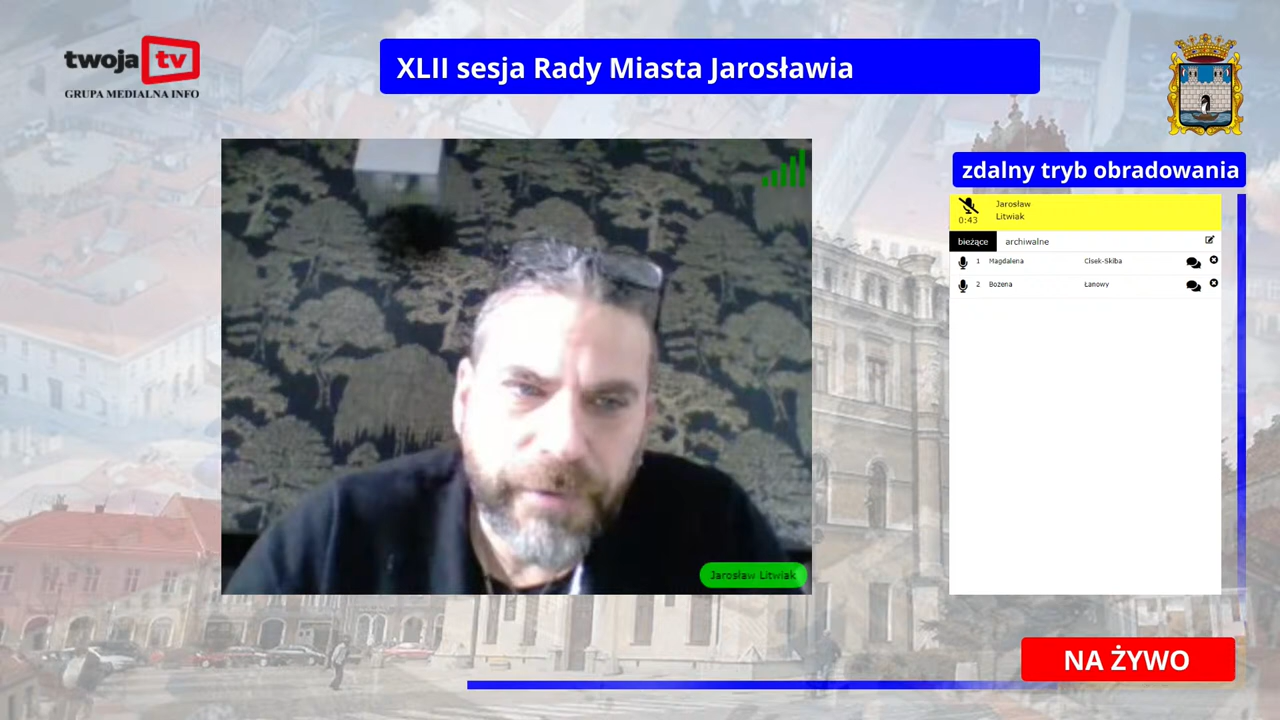 twoja tv
GRUPA MEDIALNA INFO
XLII sesja Rady Miasta Jarosławia
zdalny tryb obradowania
Jarosław
0:43 Litwiak
bieżące archiwalne
1 Magdalena Cisek-Skiba
2 Bożena Łanowy
Jarosław Litwiak
NA ŻYWO